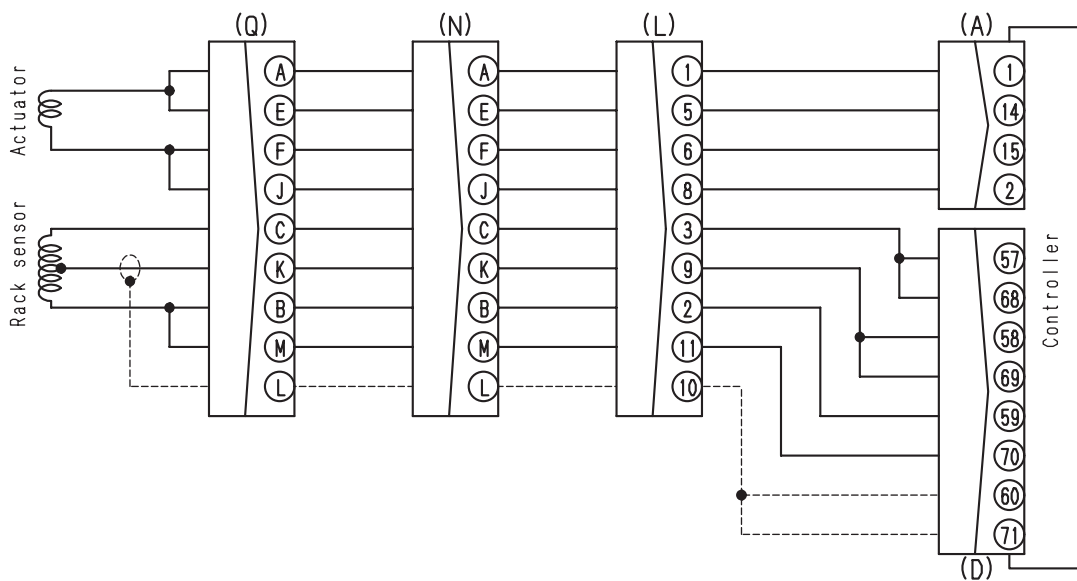 (Q)
(N)
(L)
(A)
Actuator
Rack sensor
A
E
F
J
C
K
B
M
L
A
E
F
J
C
K
B
M
L
1
5
6
8
3
9
2
11
10
1
14
15
2
57
68
58
69
59
70
60
71
(D)
Controller